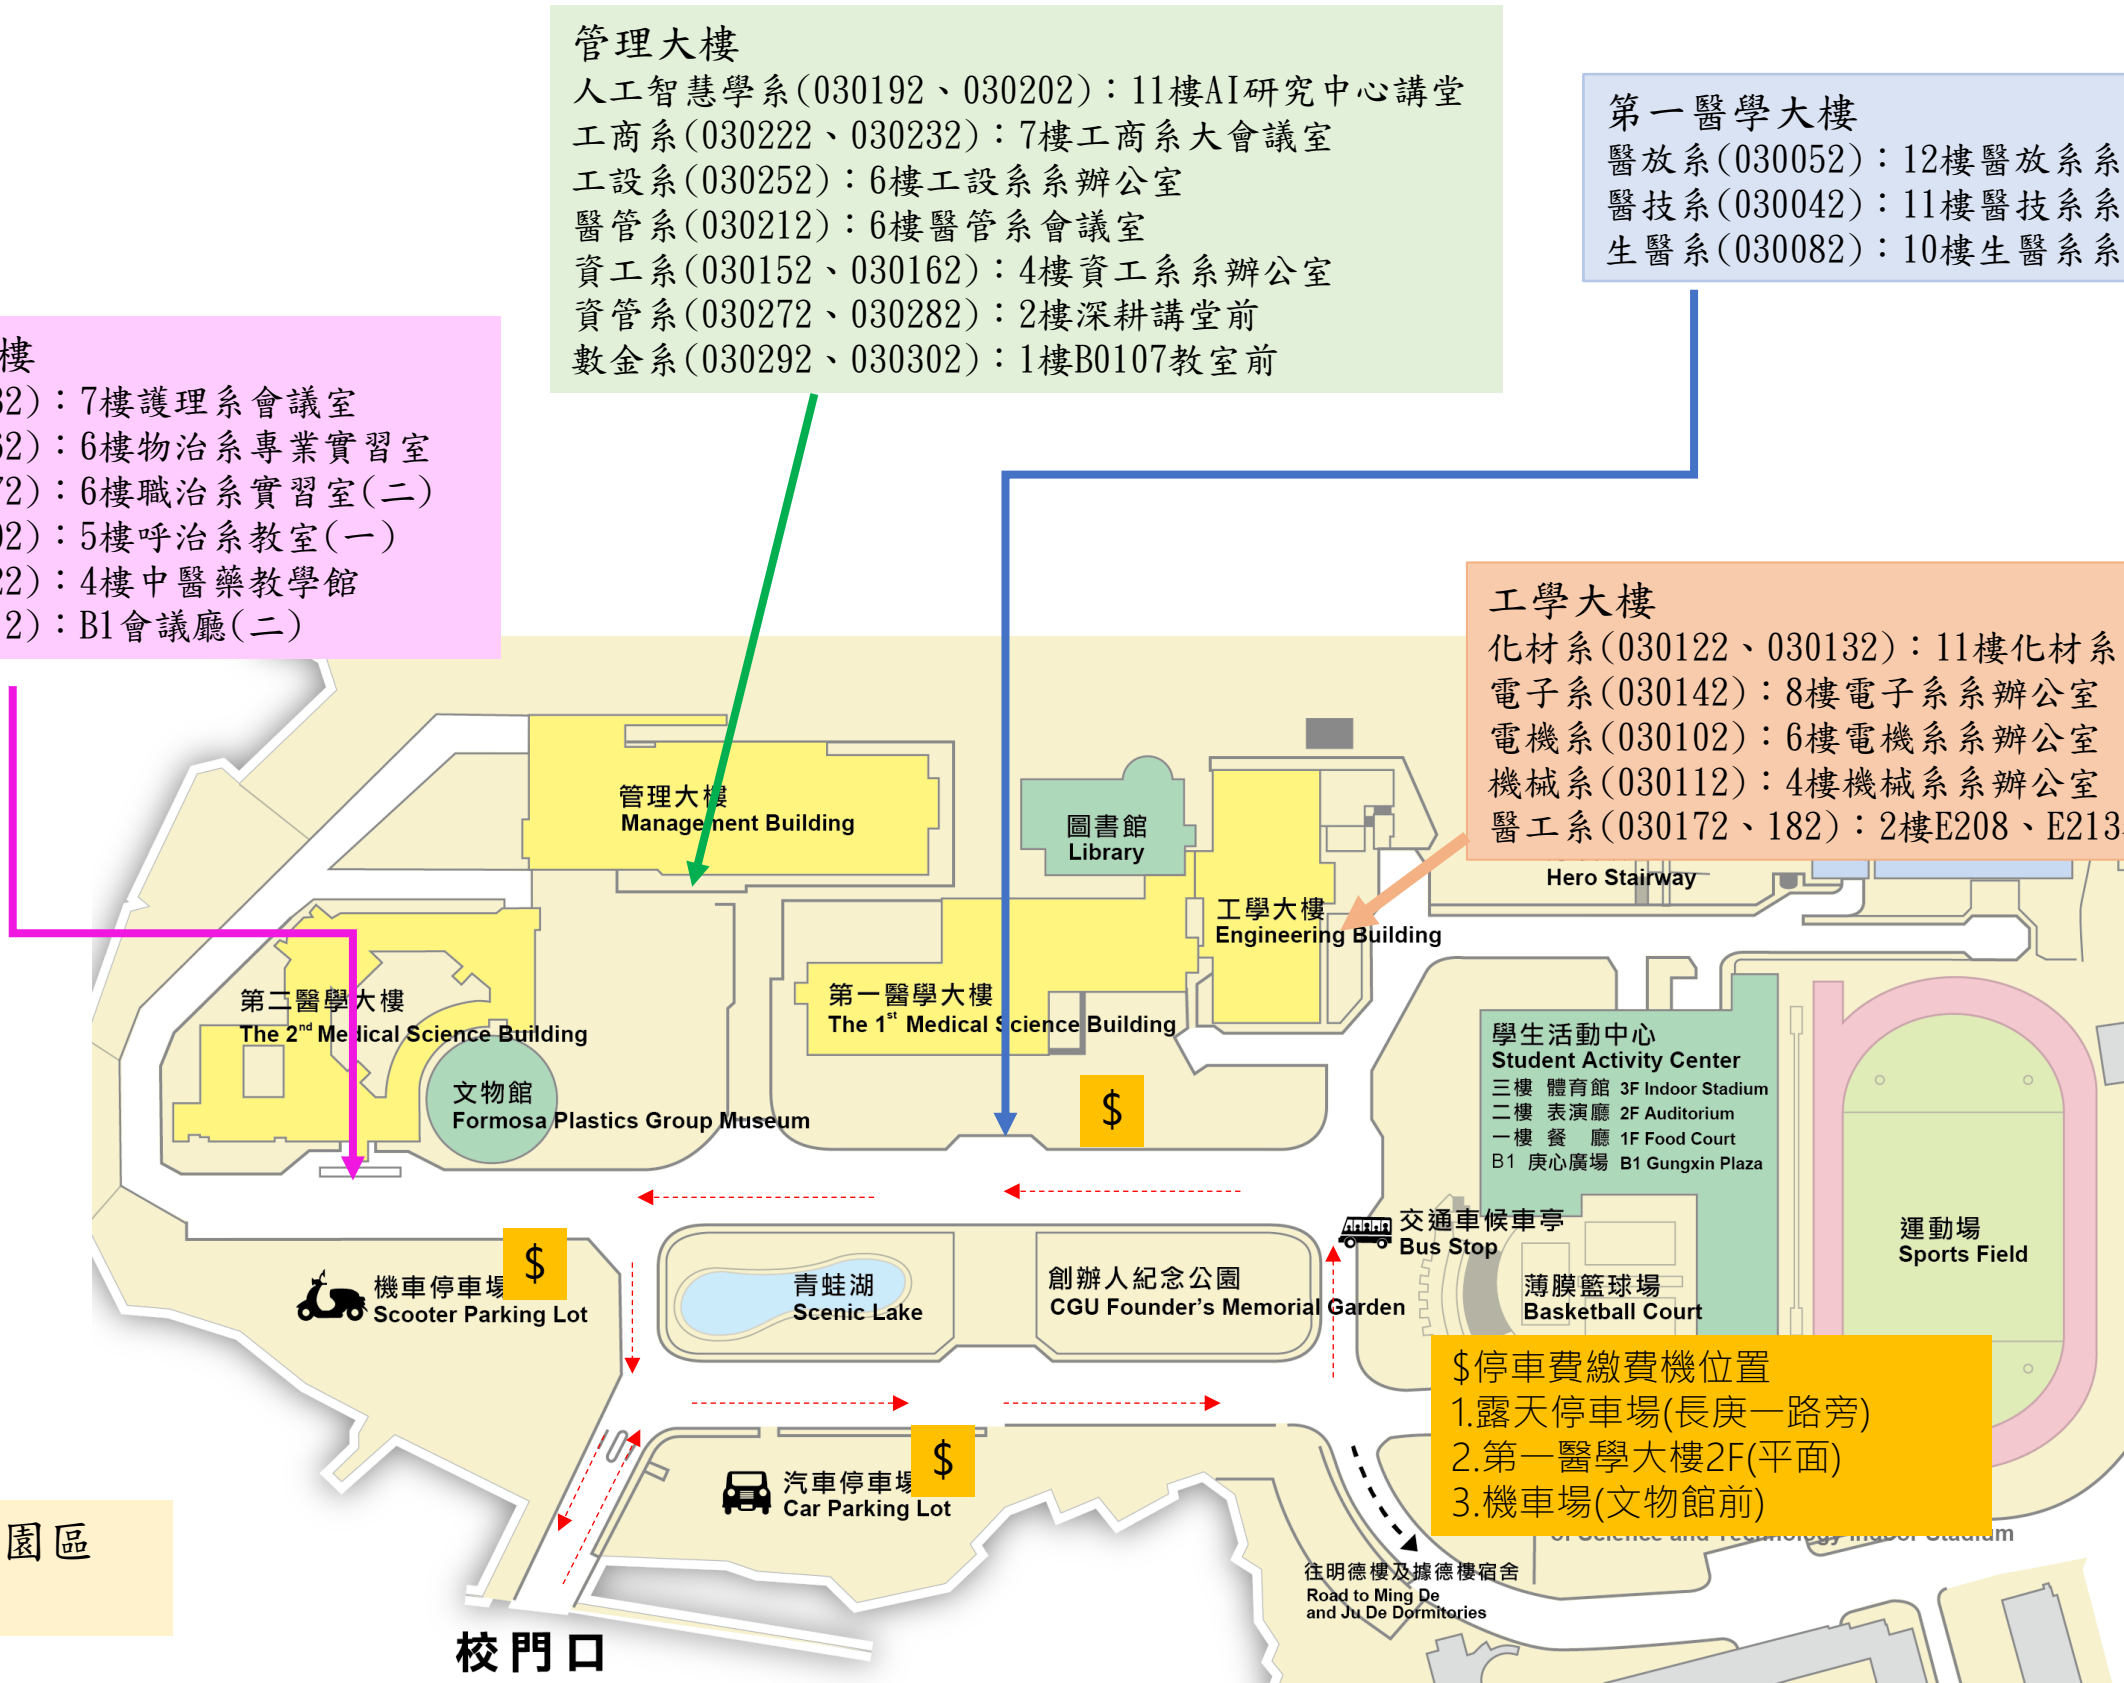 管理大樓
人工智慧學系(030192、030202)：11樓AI研究中心講堂
工商系(030222、030232)：7樓工商系大會議室
工設系(030252)：6樓工設系系辦公室
醫管系(030212)：6樓醫管系會議室
資工系(030152、030162)：4樓資工系系辦公室
資管系(030272、030282)：2樓深耕講堂前
數金系(030292、030302)：1樓B0107教室前
第一醫學大樓
醫放系(030052)：12樓醫放系系
醫技系(030042)：11樓醫技系系
生醫系(030082)：10樓生醫系系
樓
32)：7樓護理系會議室
62)：6樓物治系專業實習室
72)：6樓職治系實習室(二)
02)：5樓呼治系教室(一)
22)：4樓中醫藥教學館
12)：B1會議廳(二)
工學大樓
化材系(030122、030132)：11樓化材系
電子系(030142)：8樓電子系系辦公室
電機系(030102)：6樓電機系系辦公室
機械系(030112)：4樓機械系系辦公室
醫工系(030172、182)：2樓E208、E213
Hero Stairway
管理大樓
Management Building
圖書館
Library
工學大樓
Engineering Building
第二醫學大樓
The 2nd Medical Science Building
第一醫學大樓
The 1st Medical Science Building
文物館
Formosa Plastics Group Museum
$
學生活動中心
Student Activity Center
三樓 體育館 3F Indoor Stadium
二樓 表演廳 2F Auditorium
一樓 餐 廳 1F Food Court
B1 庚心廣場 B1 Gungxin Plaza
交通車候車亭
Bus Stop
運動場
Sports Field
$
機車停車場
Scooter Parking Lot
青蛙湖
Scenic Lake
創辦人紀念公園
CGU Founder's Memorial Garden
薄膜籃球場
Basketball Court
$停車費繳費機位置
1.露天停車場(長庚一路旁)
2.第一醫學大樓2F(平面)
3.機車場(文物館前)
of Science and Technology Indoor Stadium
$
汽車停車場
Car Parking Lot
園區
往明德樓及據德樓宿舍
Road to Ming De
and Ju De Dormitories
校門口